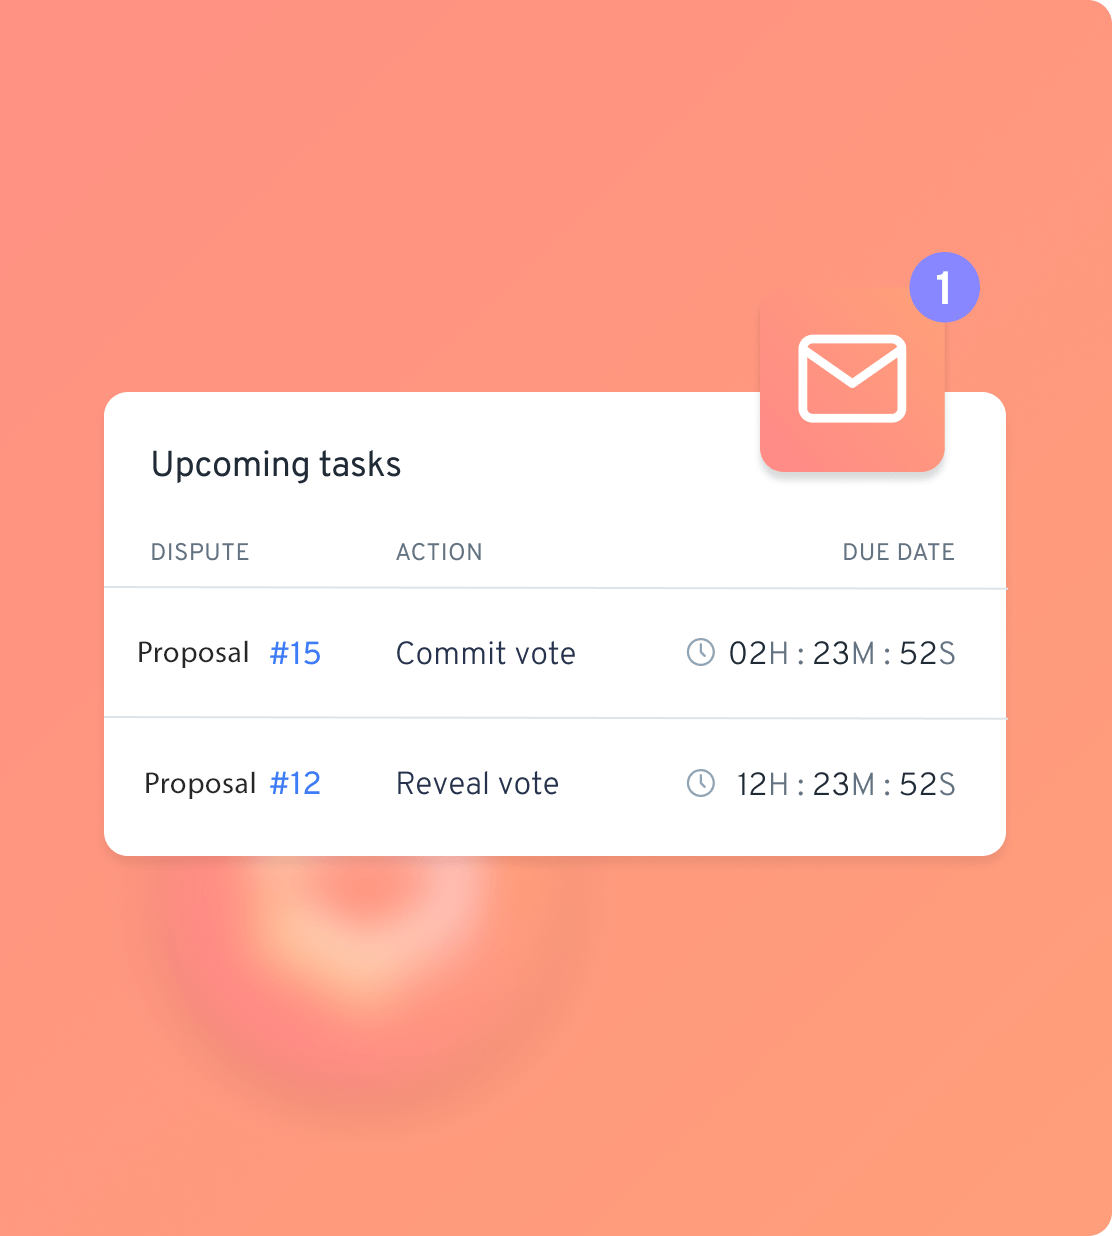 1
Upcoming tasks
DISPUTE ACTION DUE DATE
Proposal #15 Commit vote 02H : 23M : 52S
Proposal #12 Reveal vote 12H : 23M : 52S